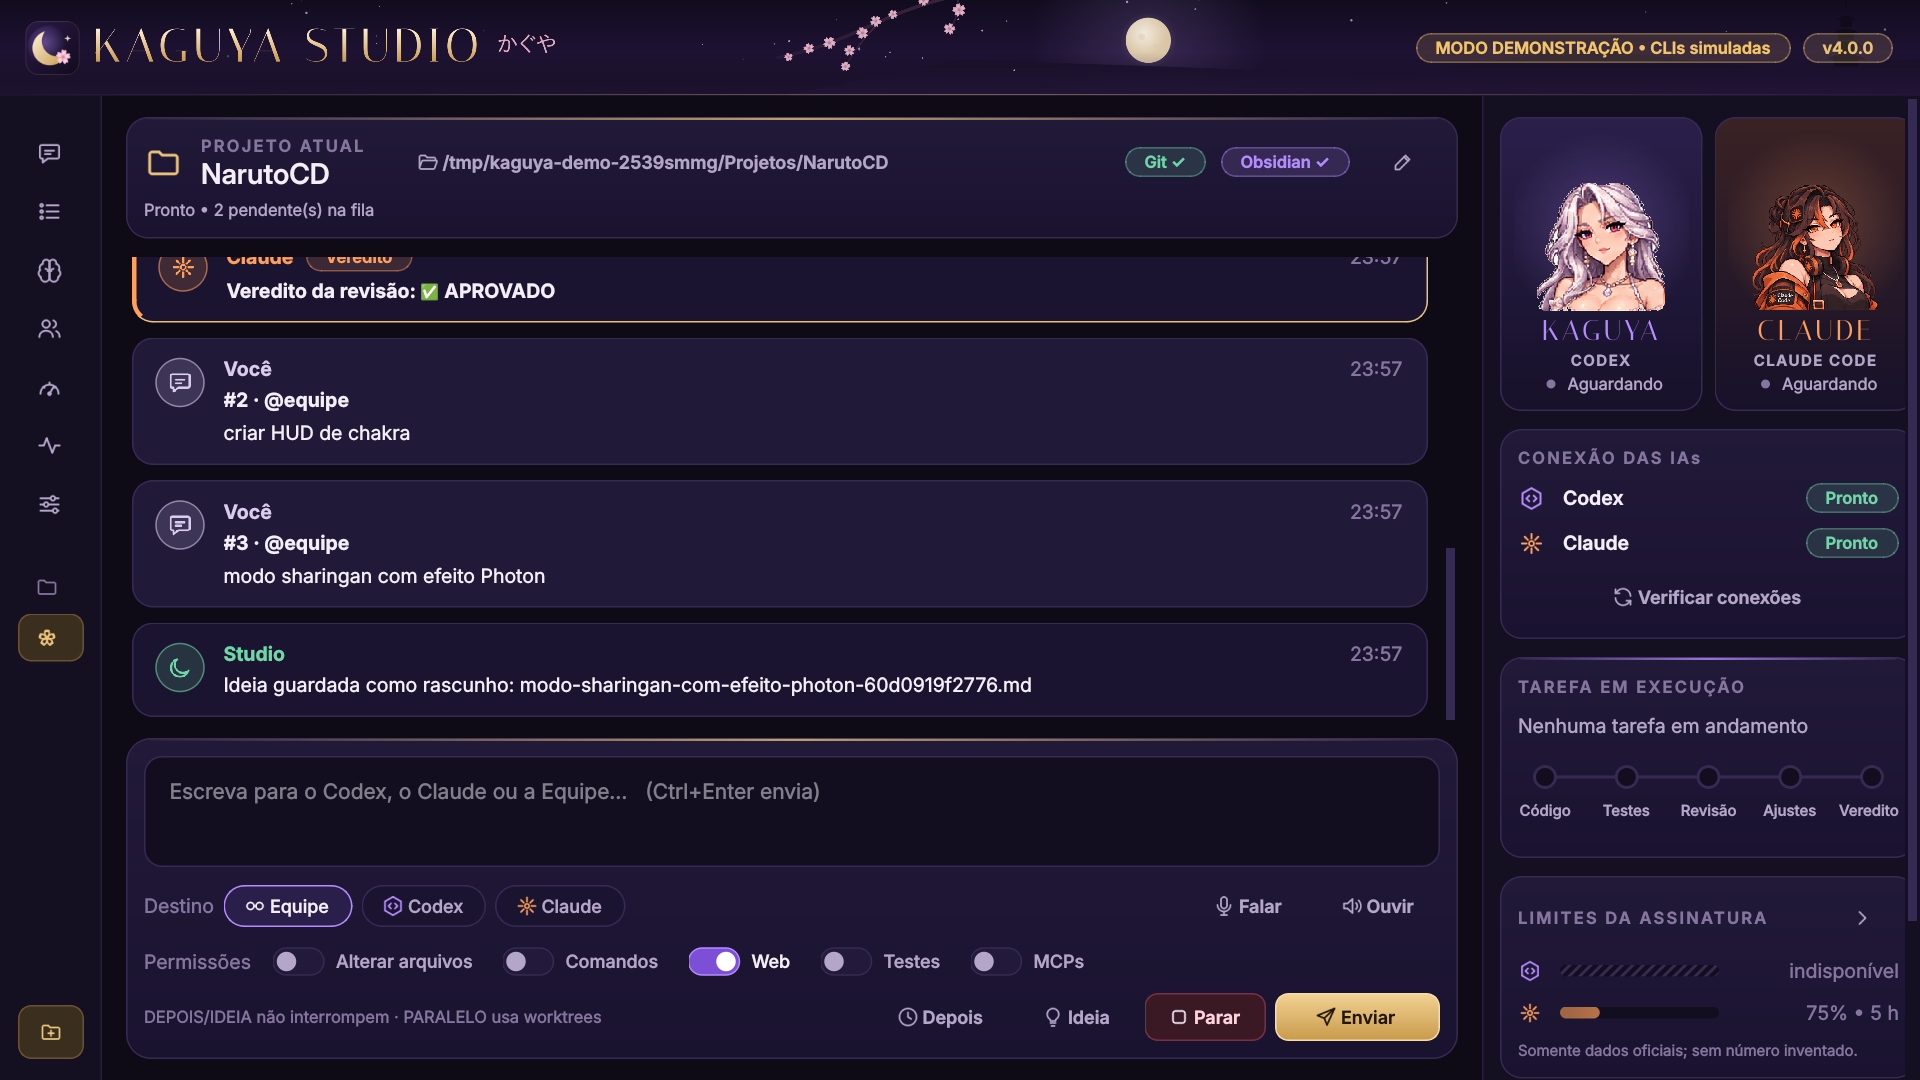 KAGUYA STUDIO かぐや
MODO DEMONSTRAÇÃO • CLIs simuladas
v4.0.0
PROJETO ATUAL
NarutoCD
/tmp/kaguya-demo-2539smmg/Projetos/NarutoCD
Git ✓
Obsidian ✓
Pronto • 2 pendente(s) na fila
Claude Veredito 23:57
Veredito da revisão: ✅ APROVADO
Você 23:57
#2 · @equipe
criar HUD de chakra
Você 23:57
#3 · @equipe
modo sharingan com efeito Photon
Studio 23:57
Ideia guardada como rascunho: modo-sharingan-com-efeito-photon-60d0919f2776.md
Escreva para o Codex, o Claude ou a Equipe... (Ctrl+Enter envia)
Destino Equipe Codex Claude Falar Ouvir
Permissões Alterar arquivos Comandos Web Testes MCPs
DEPOIS/IDEIA não interrompem · PARALELO usa worktrees Depois Ideia Parar Enviar
KAGUYA
CODEX
Aguardando
Claude Code
CLAUDE
CLAUDE CODE
Aguardando
CONEXÃO DAS IAs
Codex Pronto
Claude Pronto
Verificar conexões
TAREFA EM EXECUÇÃO
Nenhuma tarefa em andamento
Código Testes Revisão Ajustes Veredito
LIMITES DA ASSINATURA
indisponível
75% • 5 h
Somente dados oficiais; sem número inventado.